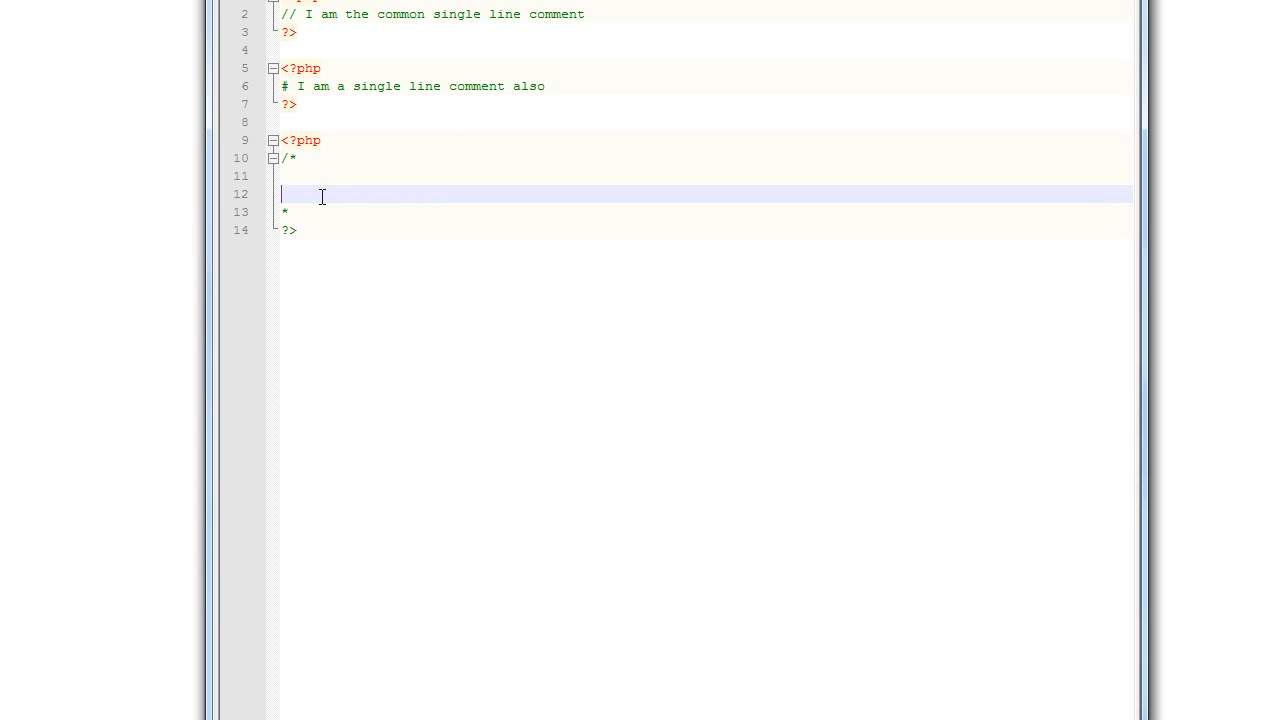 2 // I am the common single line comment
3 ?>
4
5 <?php
6 # I am a single line comment also
7 ?>
8
9 <?php
10 /*
11
12
13 *
14 ?>